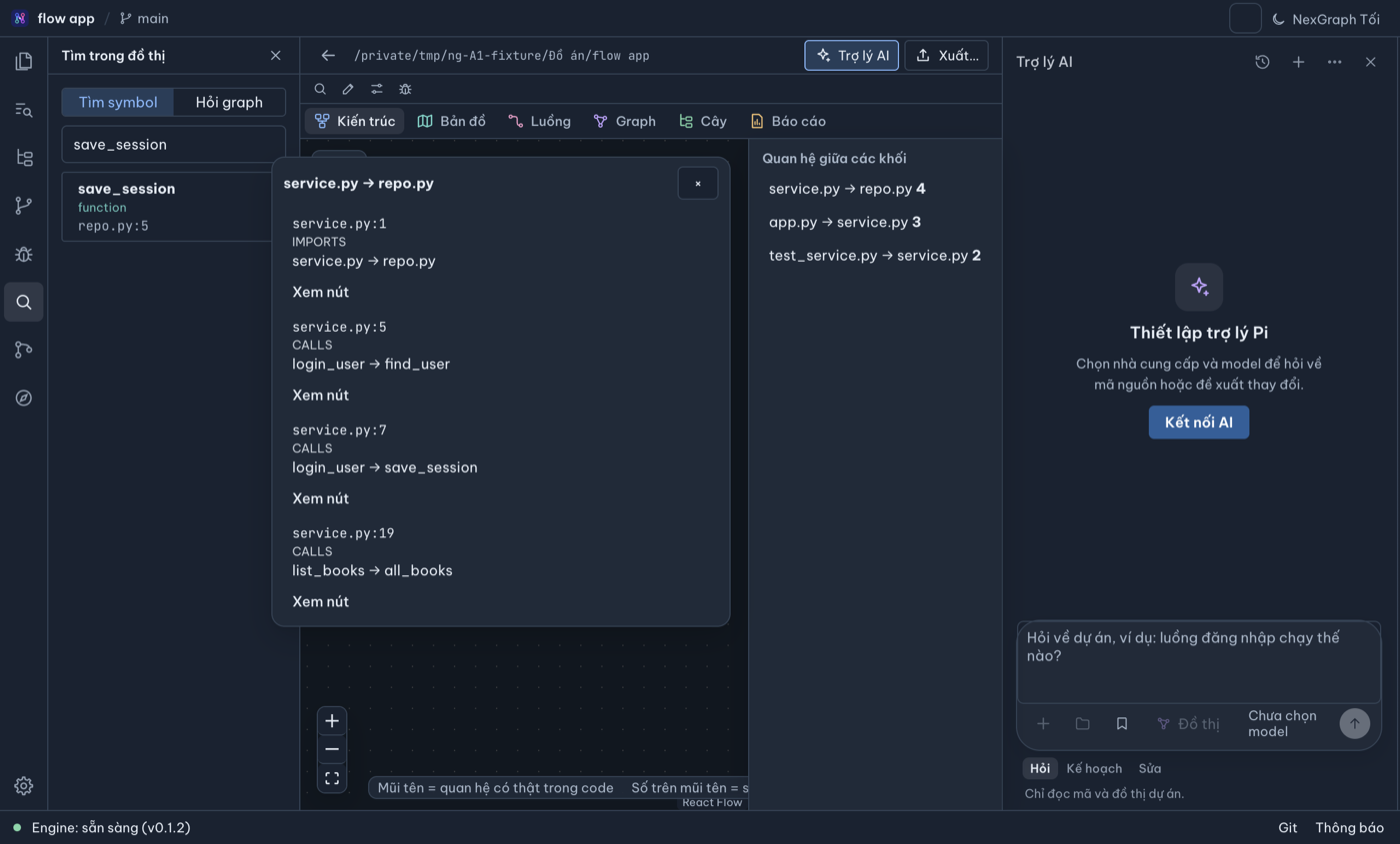 flow app / main
NexGraph Tối
Tìm trong đồ thị
Tìm symbol
Hỏi graph
save_session
save_session
function
repo.py:5
/private/tmp/ng-A1-fixture/Đồ án/flow app
Trợ lý AI
Xuất...
Kiến trúc
Bản đồ
Luồng
Graph
Cây
Báo cáo
service.py → repo.py
×
service.py:1
IMPORTS
service.py → repo.py
Xem nút
service.py:5
CALLS
login_user → find_user
Xem nút
service.py:7
CALLS
login_user → save_session
Xem nút
service.py:19
CALLS
list_books → all_books
Xem nút
Mũi tên = quan hệ có thật trong code
Số trên mũi tên = s
React Flow
Quan hệ giữa các khối
service.py → repo.py 4
app.py → service.py 3
test_service.py → service.py 2
Trợ lý AI
Thiết lập trợ lý Pi
Chọn nhà cung cấp và model để hỏi về
mã nguồn hoặc đề xuất thay đổi.
Kết nối AI
Hỏi về dự án, ví dụ: luồng đăng nhập chạy thế
nào?
Đồ thị
Chưa chọn
model
Hỏi
Kế hoạch
Sửa
Chỉ đọc mã và đồ thị dự án.
Engine: sẵn sàng (v0.1.2)
Git
Thông báo